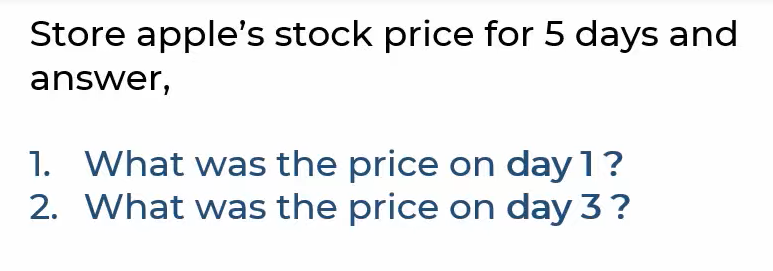 Store apple’s stock price for 5 days and
answer,
1. What was the price on day 1 ?
2. What was the price on day 3 ?